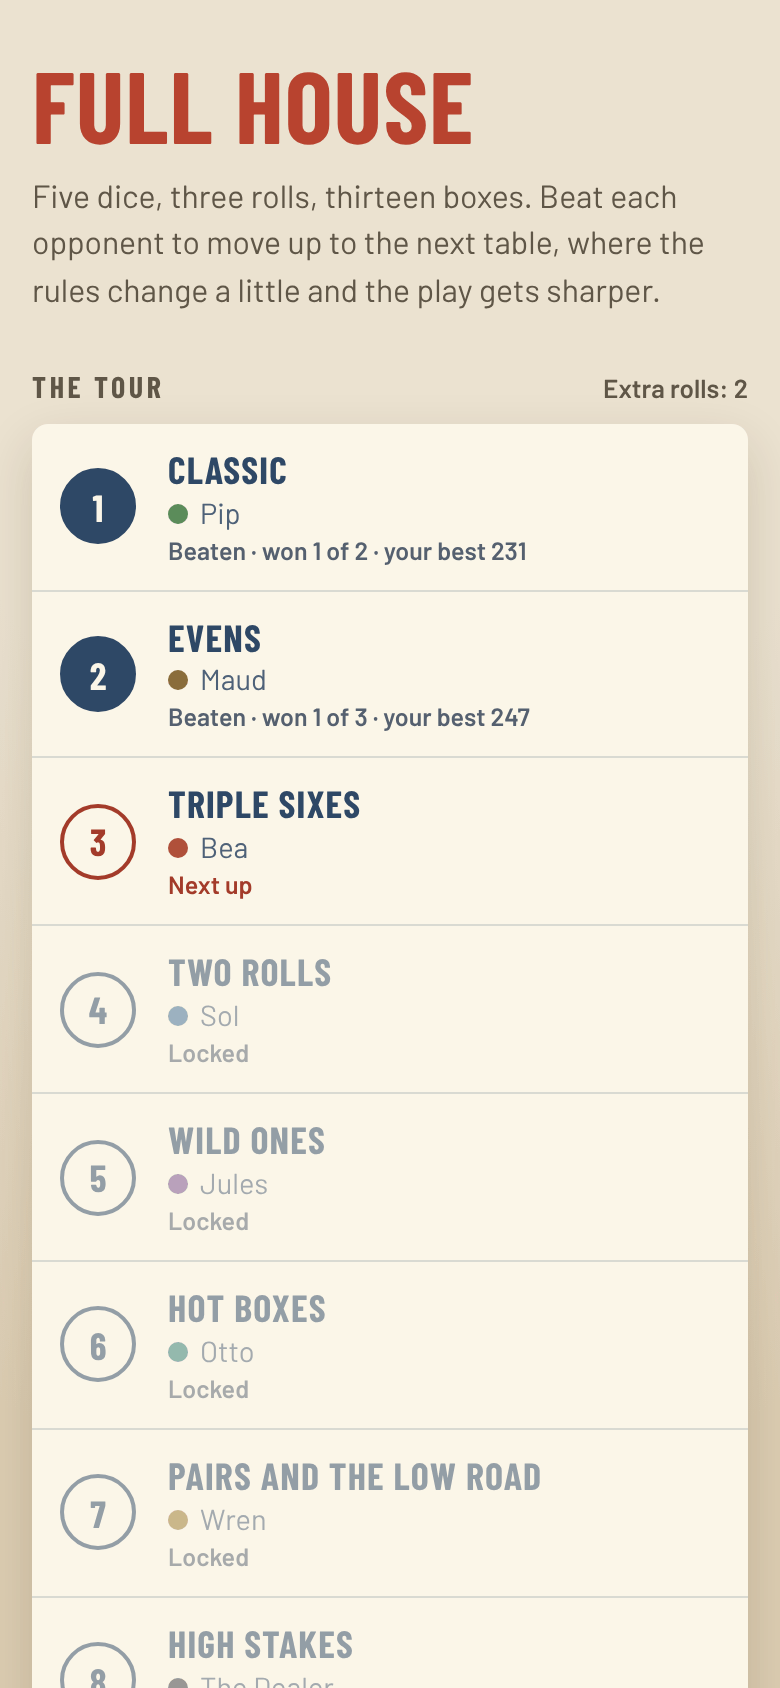 FULL HOUSE
Five dice, three rolls, thirteen boxes. Beat each
opponent to move up to the next table, where the
rules change a little and the play gets sharper.
THE TOUR
Extra rolls: 2
1
CLASSIC
Pip
Beaten · won 1 of 2 · your best 231
2
EVENS
Maud
Beaten · won 1 of 3 · your best 247
3
TRIPLE SIXES
Bea
Next up
4
TWO ROLLS
Sol
Locked
5
WILD ONES
Jules
Locked
6
HOT BOXES
Otto
Locked
7
PAIRS AND THE LOW ROAD
Wren
Locked
8
HIGH STAKES
The Dealer